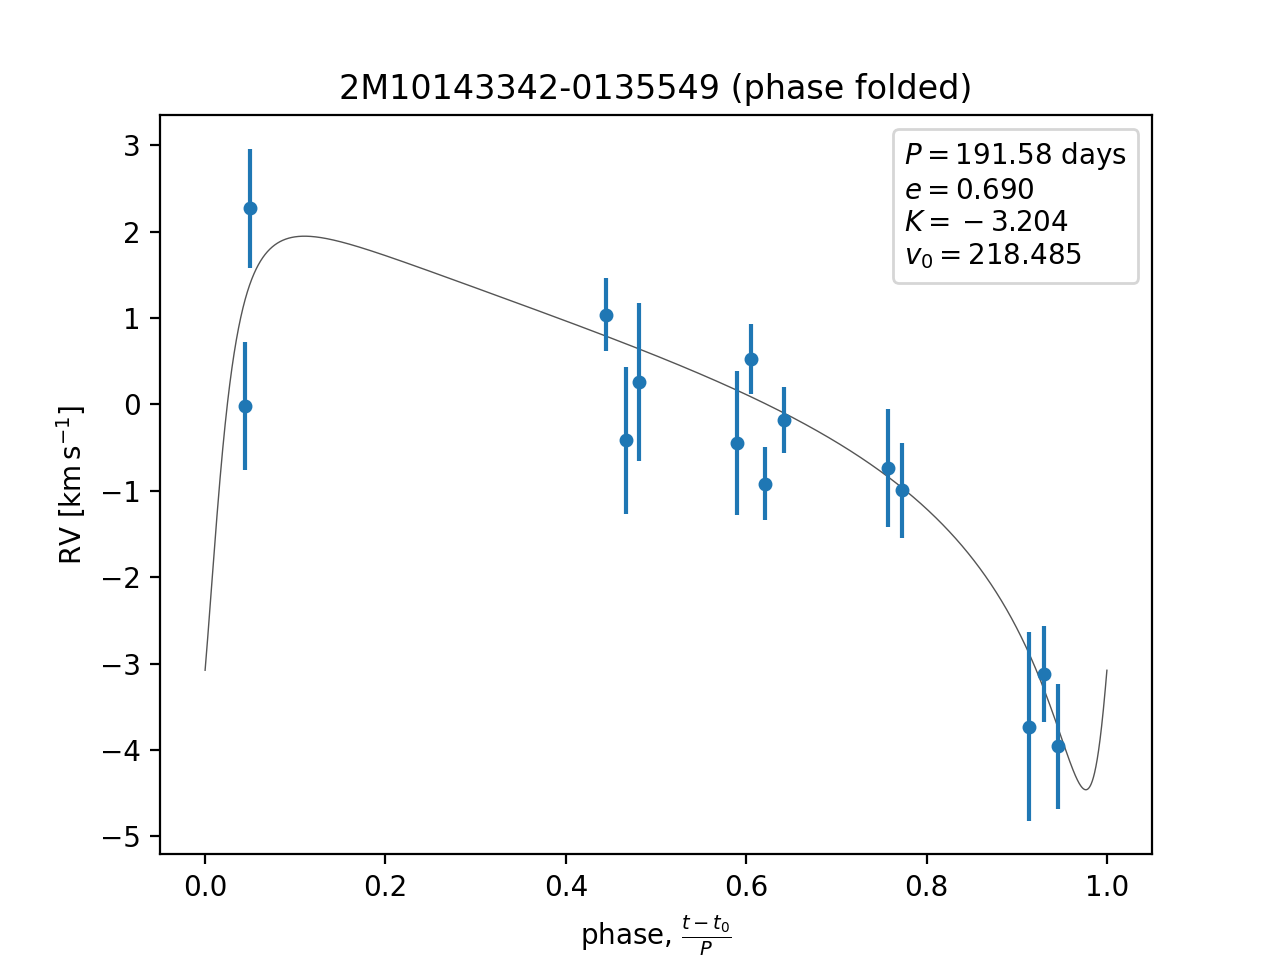 2M10143342-0135549 (phase folded)
P = 191.58 days
e = 0.690
K = −3.204
v₀ = 218.485
RV [km s⁻¹]
3
2
1
0
−1
−2
−3
−4
−5
0.0 0.2 0.4 0.6 0.8 1.0
phase, (t − t₀)/P